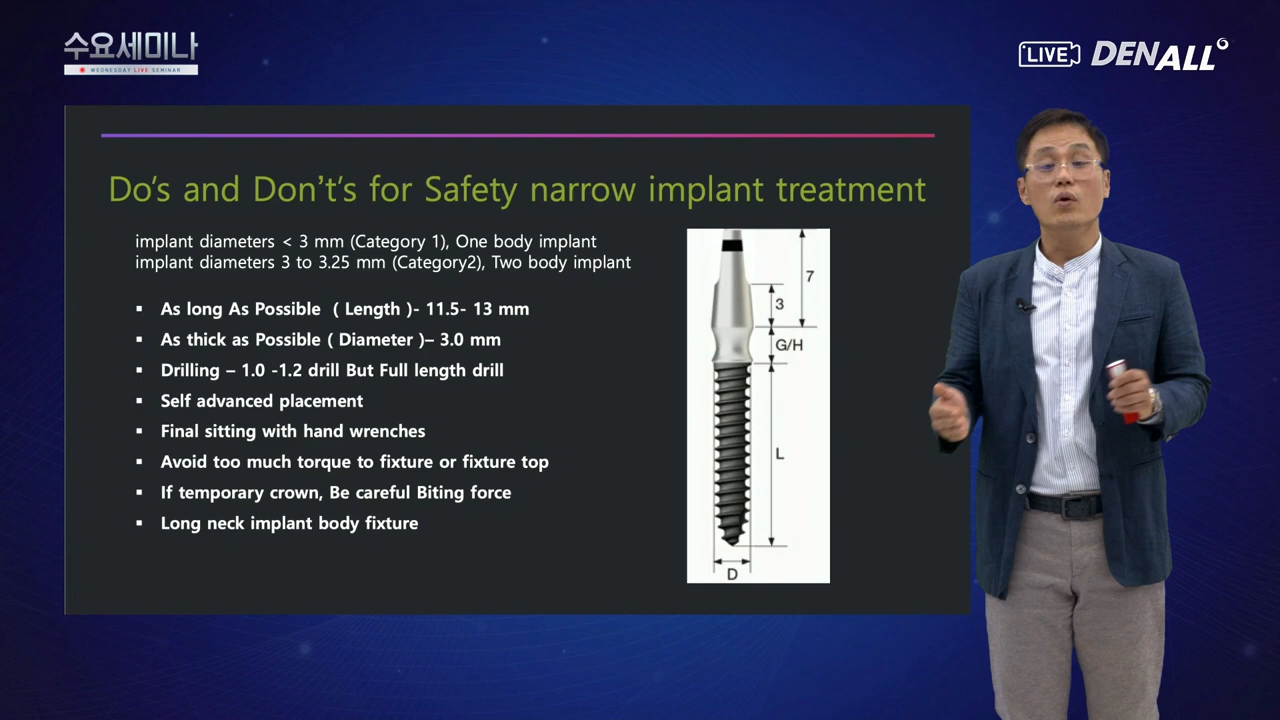 수요세미나
WEDNESDAY LIVE SEMINAR
LIVE DENALL
Do's and Don't's for Safety narrow implant treatment
implant diameters < 3 mm (Category 1), One body implant
implant diameters 3 to 3.25 mm (Category2), Two body implant
▪ As long As Possible ( Length )- 11.5- 13 mm
▪ As thick as Possible ( Diameter )– 3.0 mm
▪ Drilling – 1.0 -1.2 drill But Full length drill
▪ Self advanced placement
▪ Final sitting with hand wrenches
▪ Avoid too much torque to fixture or fixture top
▪ If temporary crown, Be careful Biting force
▪ Long neck implant body fixture
7
3
G/H
L
D